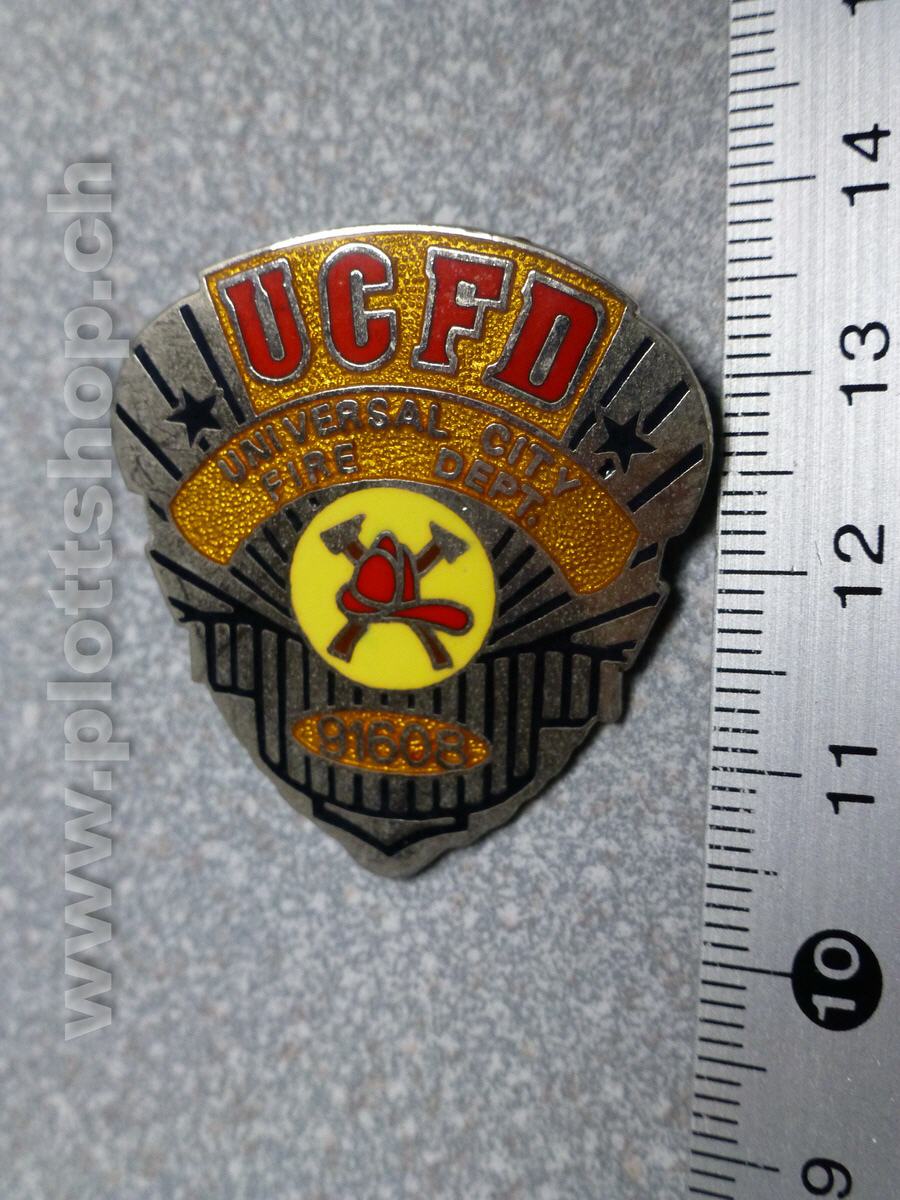 UCFD
UNIVERSAL CITY
FIRE DEPT.
91608
www.plottshop.ch
14
13
12
11
10
9